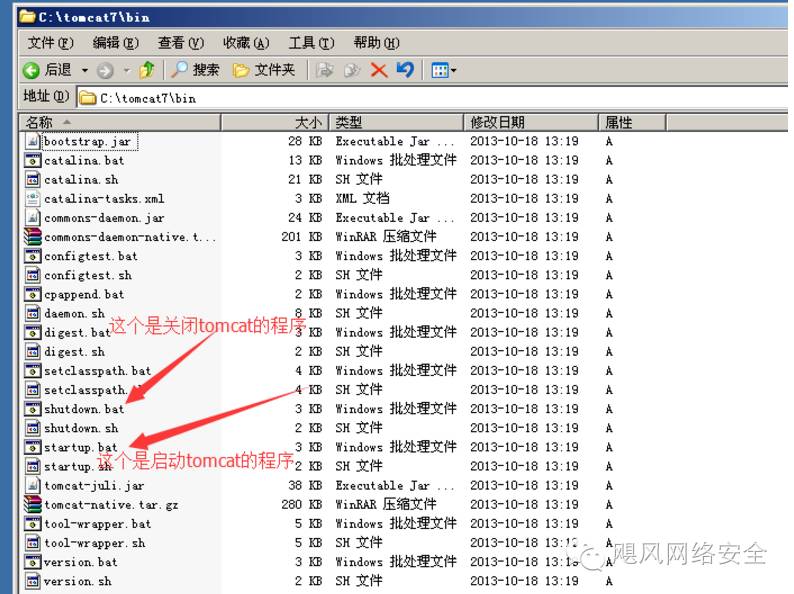 C:\tomcat7\bin
文件(F) 编辑(E) 查看(V) 收藏(A) 工具(T) 帮助(H)
后退 搜索 文件夹
地址(D) C:\tomcat7\bin
名称 大小 类型 修改日期 属性
bootstrap.jar 28 KB Executable Jar ... 2013-10-18 13:19 A
catalina.bat 13 KB Windows 批处理文件 2013-10-18 13:19 A
catalina.sh 21 KB SH 文件 2013-10-18 13:19 A
catalina-tasks.xml 3 KB XML 文档 2013-10-18 13:19 A
commons-daemon.jar 24 KB Executable Jar ... 2013-10-18 13:19 A
commons-daemon-native.t... 201 KB WinRAR 压缩文件 2013-10-18 13:19 A
configtest.bat 3 KB Windows 批处理文件 2013-10-18 13:19 A
configtest.sh 2 KB SH 文件 2013-10-18 13:19 A
cpappend.bat 2 KB Windows 批处理文件 2013-10-18 13:19 A
daemon.sh 8 KB SH 文件 2013-10-18 13:19 A
这个是关闭tomcat的程序
digest.bat 3 KB Windows 批处理文件 2013-10-18 13:19 A
digest.sh 2 KB SH 文件 2013-10-18 13:19 A
setclasspath.bat 4 KB Windows 批处理文件 2013-10-18 13:19 A
setclasspath. 4 KB SH 文件 2013-10-18 13:19 A
shutdown.bat 3 KB Windows 批处理文件 2013-10-18 13:19 A
shutdown.sh 2 KB SH 文件 2013-10-18 13:19 A
startup.bat 3 KB Windows 批处理文件 2013-10-18 13:19 A
这个是启动tomcat的程序
startup.sh 2 KB SH 文件 2013-10-18 13:19 A
tomcat-juli.jar 38 KB Executable Jar ... 2013-10-18 13:19 A
tomcat-native.tar.gz 280 KB WinRAR 压缩文件 2013-10-18 13:19 A
tool-wrapper.bat 5 KB Windows 批处理文件 2013-10-18 13:19 A
tool-wrapper.sh 5 KB SH 文件 2013-10-18 13:19 A
version.bat 3 KB Windows 批处理文件 2013-10-18 13:19 A
飓风网络安全
version.sh 2 KB SH 文件 2013-10-18 13:19 A